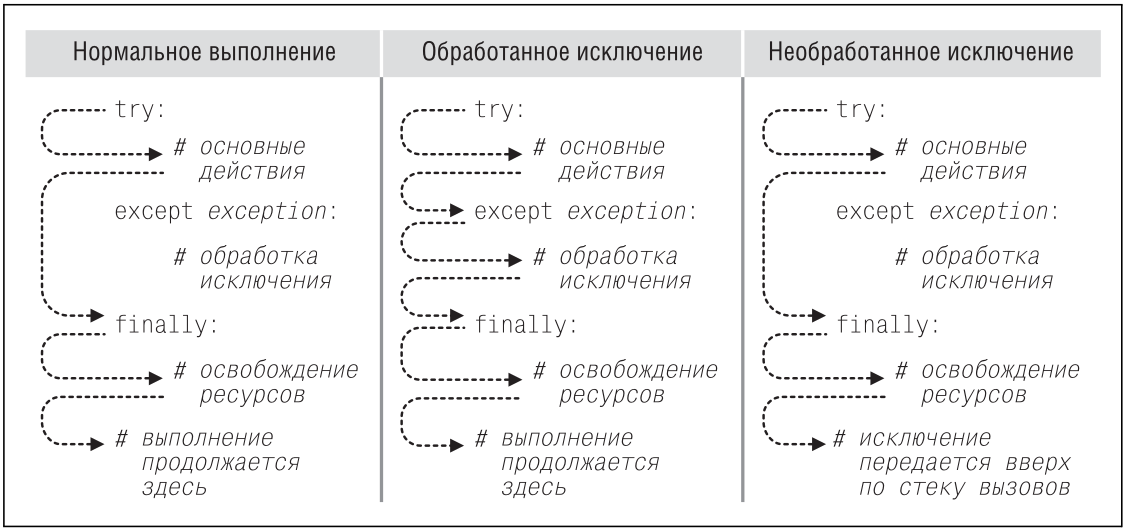 Нормальное выполнение
try:
# основные
действия
except exception:
# обработка
исключения
finally:
# освобождение
ресурсов
# выполнение
продолжается
здесь
Обработанное исключение
try:
# основные
действия
except exception:
# обработка
исключения
finally:
# освобождение
ресурсов
# выполнение
продолжается
здесь
Необработанное исключение
try:
# основные
действия
except exception:
# обработка
исключения
finally:
# освобождение
ресурсов
# исключение
передается вверх
по стеку вызовов